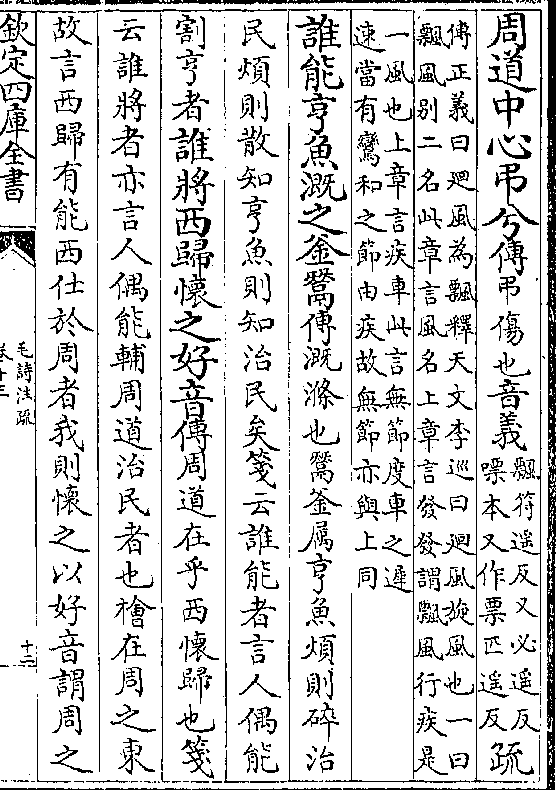 周道中心弔兮傳弔傷也音義飄符遥反又必遥反
嘌本又作票匹遥反疏
傳正義曰迴風為飄釋天文李巡曰迴風旋風也一曰
飄風别二名此章言風名上章言發發謂飄風行疾是
一風也上章言疾車此言無節度車之遲
速當有鸞和之節由疾故無節亦與上同
誰能亨魚溉之釜鬵傳溉滌也鬵釜属亨魚煩則碎治
民煩則散知亨魚則知治民矣箋云誰能者言人偶能
割亨者誰將西歸懷之好音傳周道在乎西懷歸也箋
云誰將者亦言人偶能輔周道治民者也檜在周之東
故言西歸有能西仕於周者我則懷之以好音謂周之
欽定四庫全書
毛詩注疏
卷十三
十二